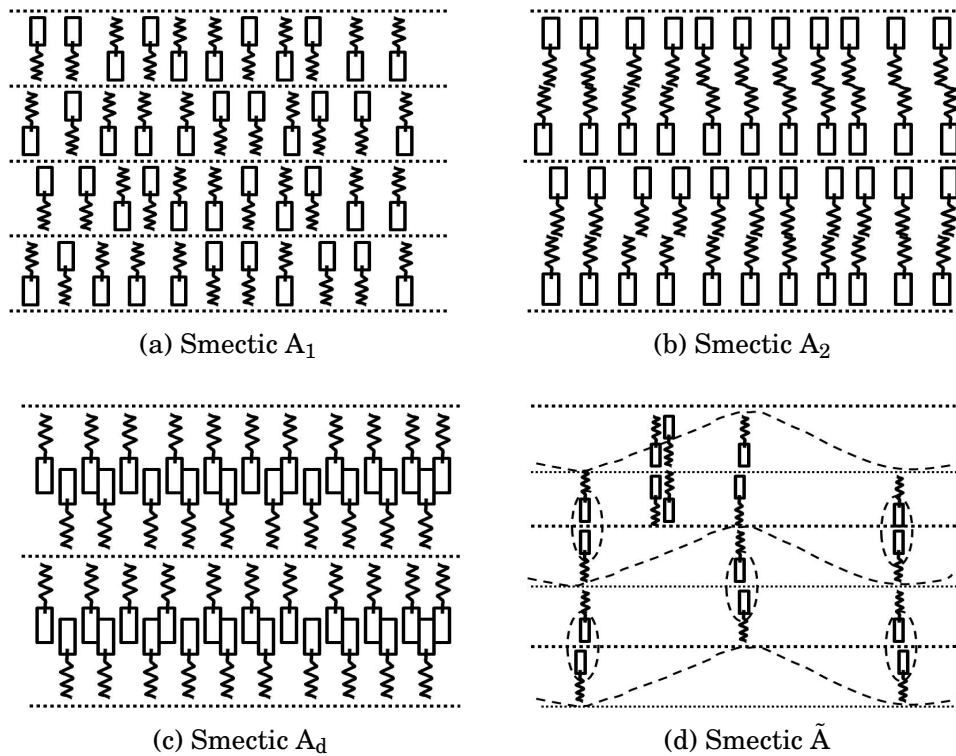 (a) Smectic A₁
(b) Smectic A₂
(c) Smectic A_d
(d) Smectic Ã